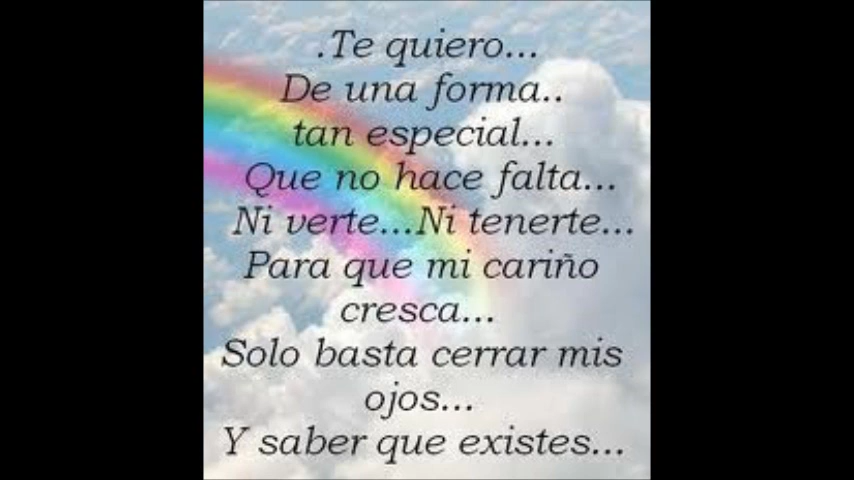 .Te quiero...
De una forma..
tan especial...
Que no hace falta...
Ni verte...Ni tenerte...
Para que mi cariño
cresca...
Solo basta cerrar mis
ojos...
Y saber que existes...